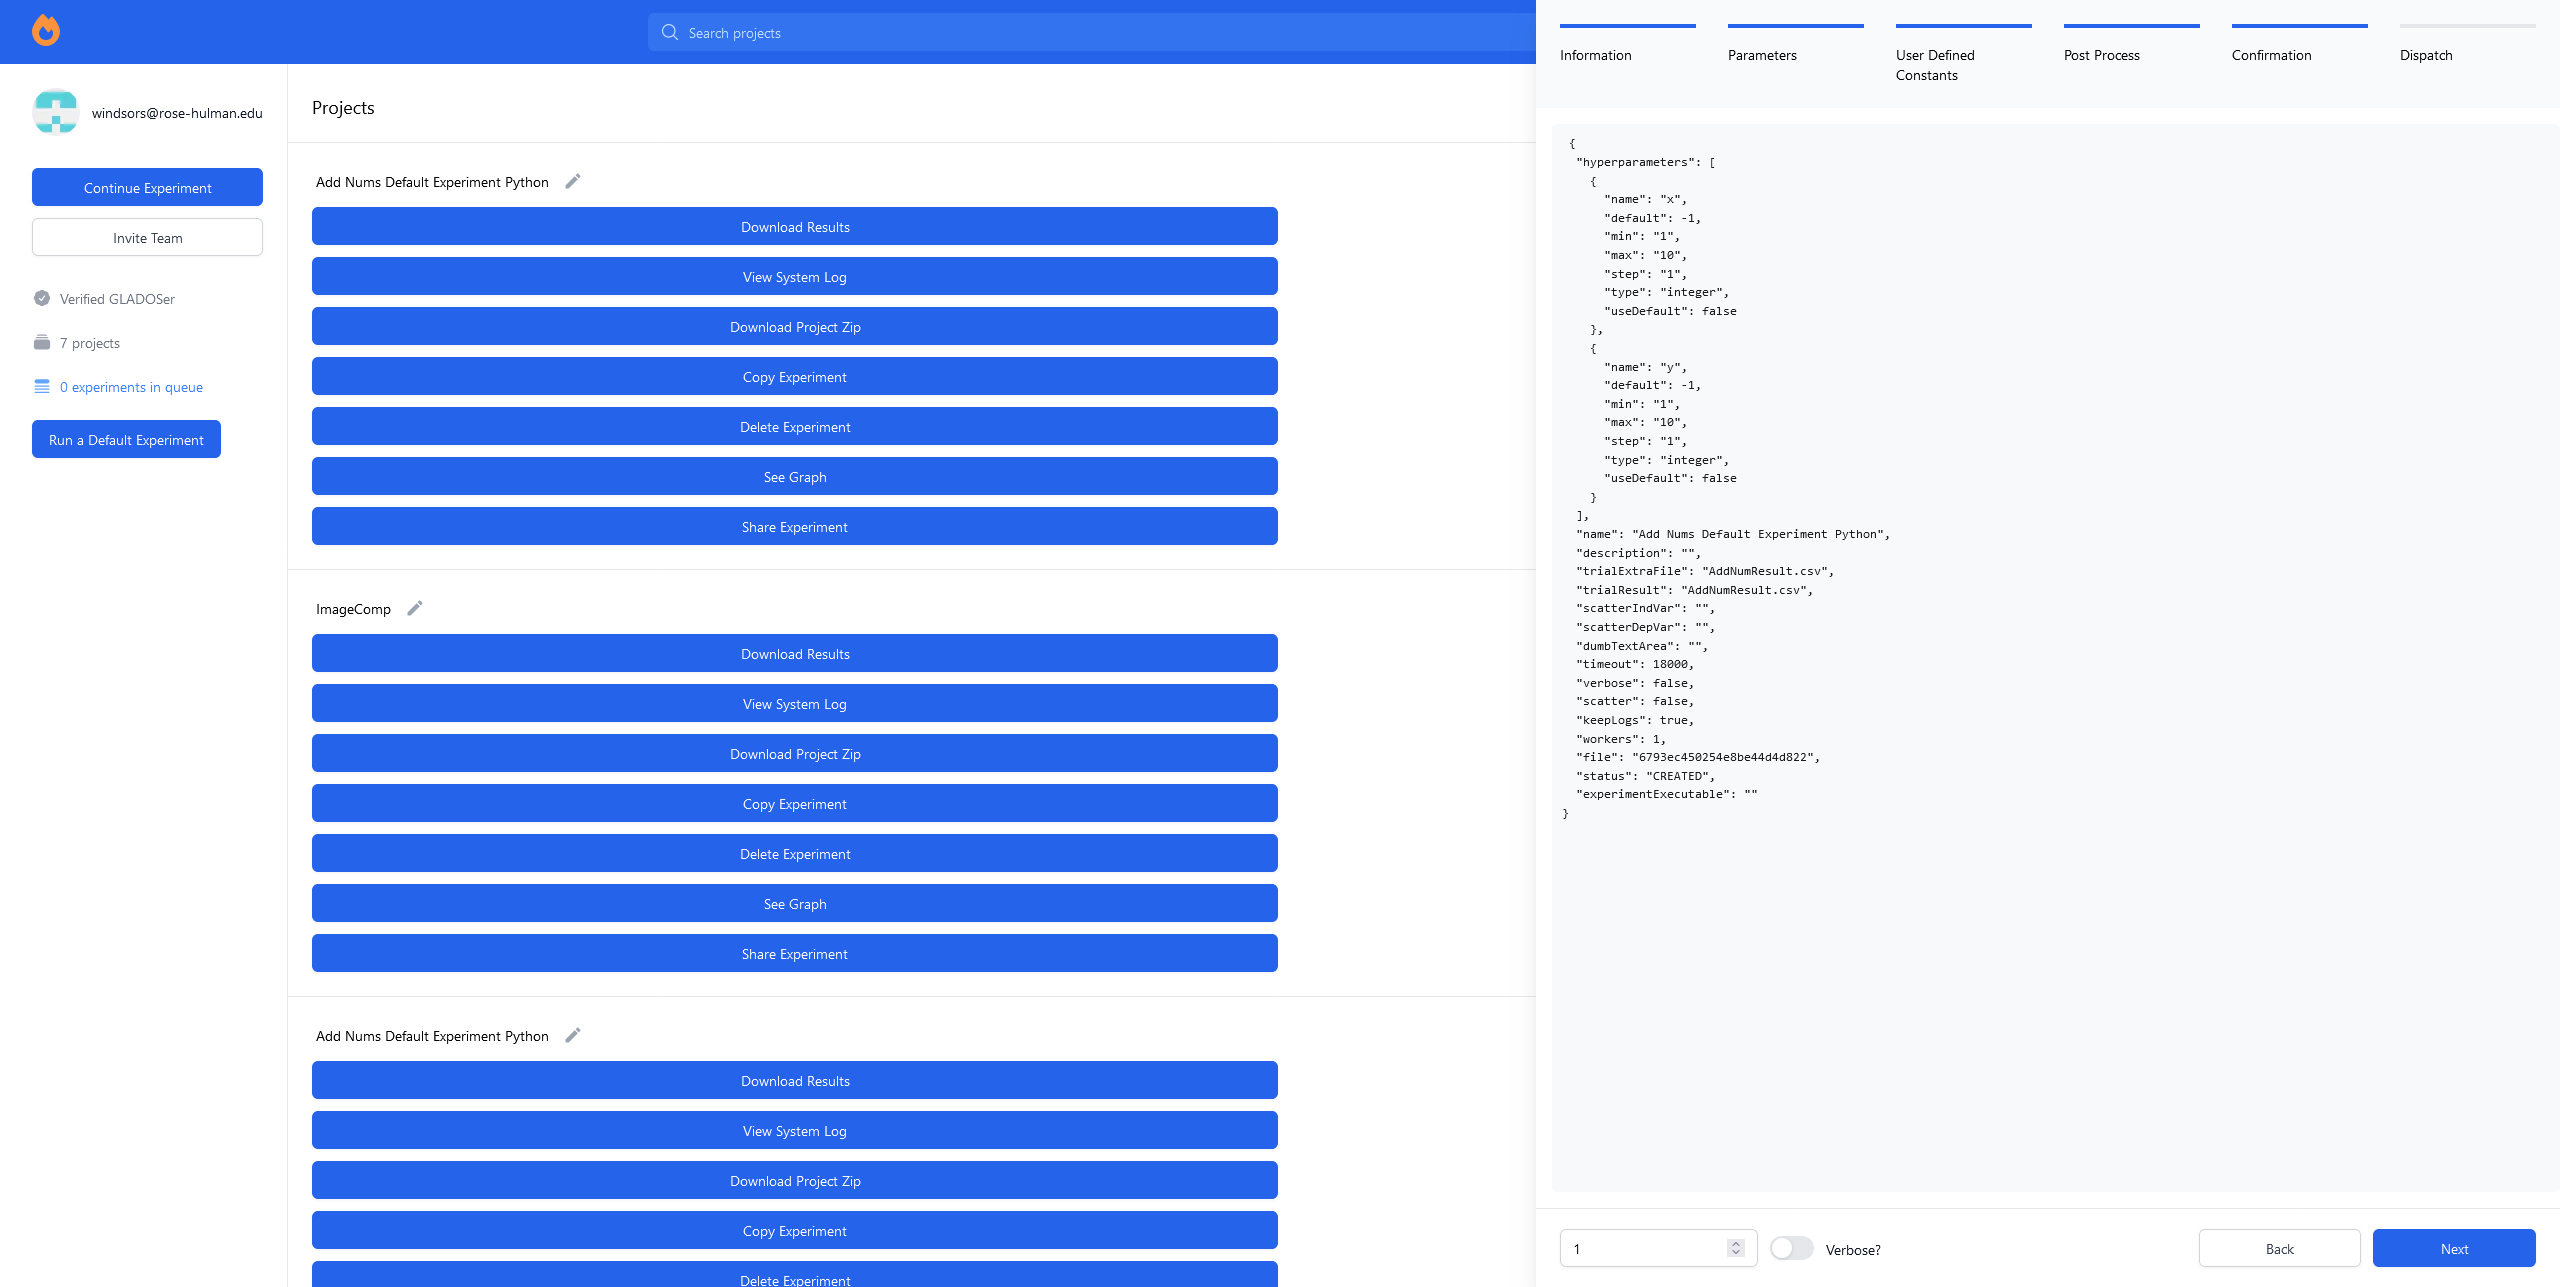 Search projects
windsors@rose-hulman.edu
Continue Experiment
Invite Team
Verified GLADOSer
7 projects
0 experiments in queue
Run a Default Experiment
Projects
Add Nums Default Experiment Python
Download Results
View System Log
Download Project Zip
Copy Experiment
Delete Experiment
See Graph
Share Experiment
ImageComp
Download Results
View System Log
Download Project Zip
Copy Experiment
Delete Experiment
See Graph
Share Experiment
Add Nums Default Experiment Python
Download Results
View System Log
Download Project Zip
Copy Experiment
Delete Experiment
Information
Parameters
User Defined
Constants
Post Process
Confirmation
Dispatch
{
"hyperparameters": [
{
"name": "x",
"default": -1,
"min": "1",
"max": "10",
"step": "1",
"type": "integer",
"useDefault": false
},
{
"name": "y",
"default": -1,
"min": "1",
"max": "10",
"step": "1",
"type": "integer",
"useDefault": false
}
],
"name": "Add Nums Default Experiment Python",
"description": "",
"trialExtraFile": "AddNumResult.csv",
"trialResult": "AddNumResult.csv",
"scatterIndVar": "",
"scatterDepVar": "",
"dumbTextArea": "",
"timeout": 18000,
"verbose": false,
"scatter": false,
"keepLogs": true,
"workers": 1,
"file": "6793ec450254e8be44d4d822",
"status": "CREATED",
"experimentExecutable": ""
}
1
Verbose?
Back
Next